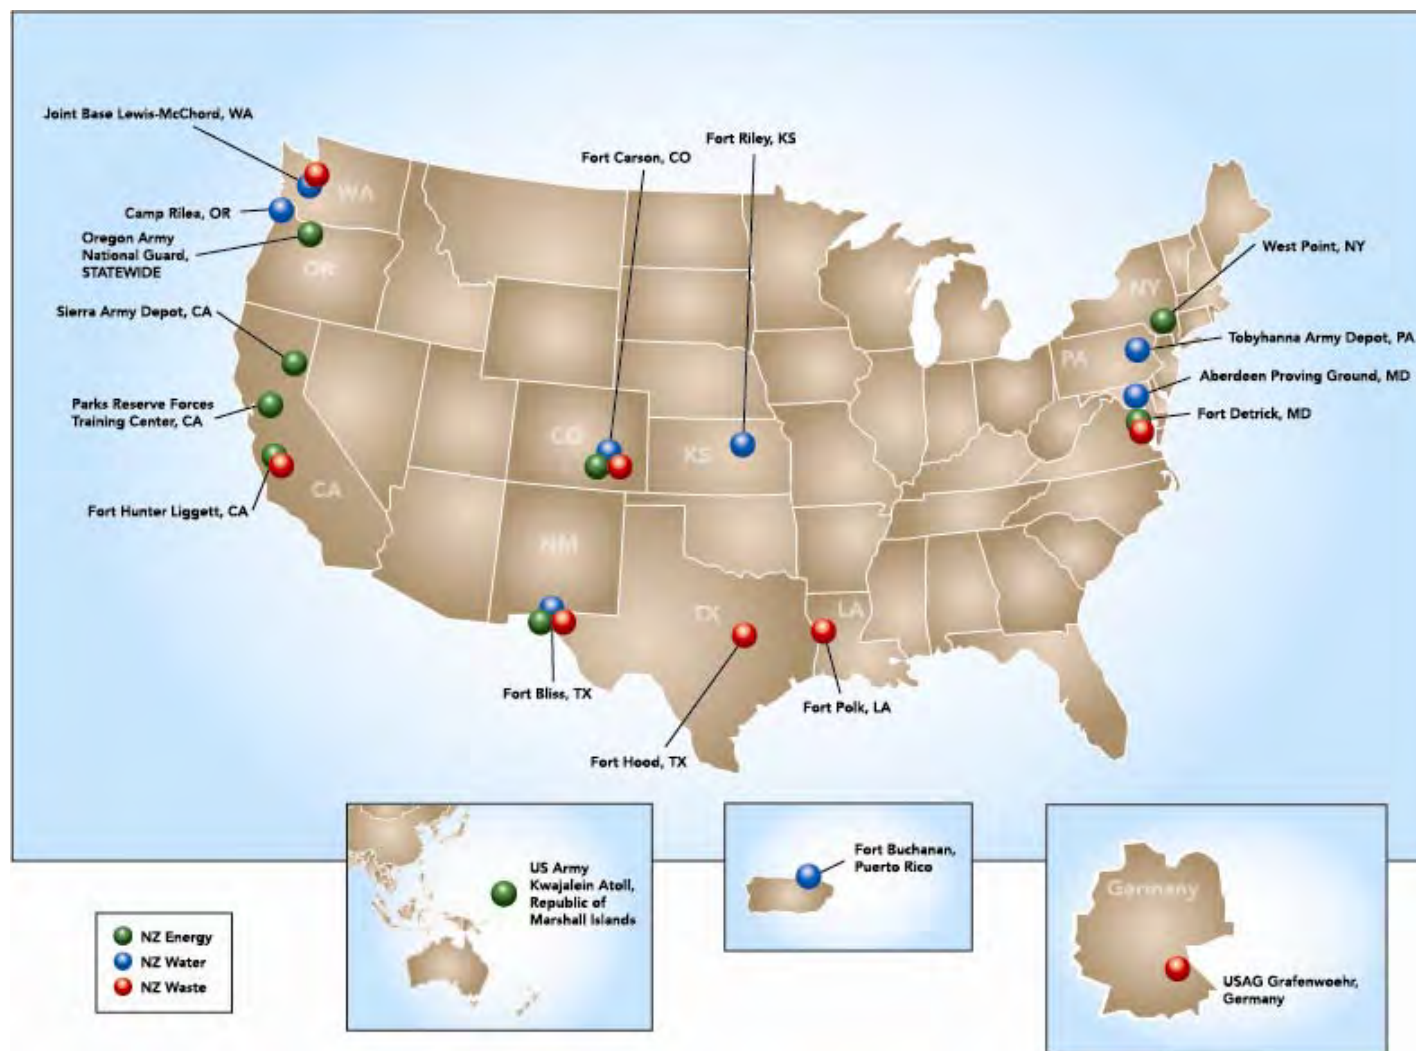 Joint Base Lewis-McChord, WA
Fort Riley, KS
Fort Carson, CO
WA
Camp Rilea, OR
Oregon Army
National Guard,
STATEWIDE
OR
West Point, NY
NY
Sierra Army Depot, CA
Tobyhanna Army Depot, PA
PA
Aberdeen Proving Ground, MD
Parks Reserve Forces
Training Center, CA
Fort Detrick, MD
CO
KS
CA
Fort Hunter Liggett, CA
NM
TX
LA
Fort Bliss, TX
Fort Polk, LA
Fort Hood, TX
US Army
Kwajalein Atoll,
Republic of
Marshall Islands
Fort Buchanan,
Puerto Rico
Germany
USAG Grafenwoehr,
Germany
NZ Energy
NZ Water
NZ Waste